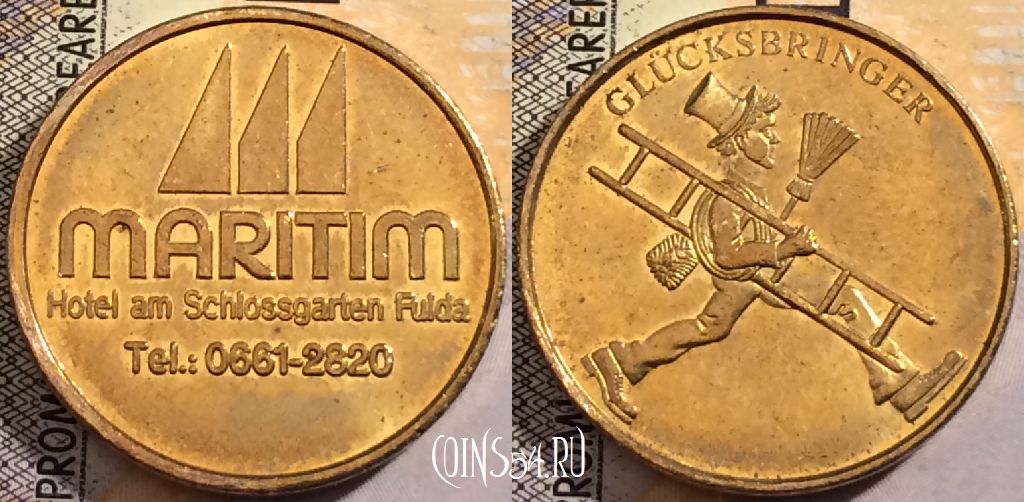 MARITIM
Hotel am Schlossgarten Fulda
Tel.: 0661-2820
GLÜCKSBRINGER
COINS54.RU